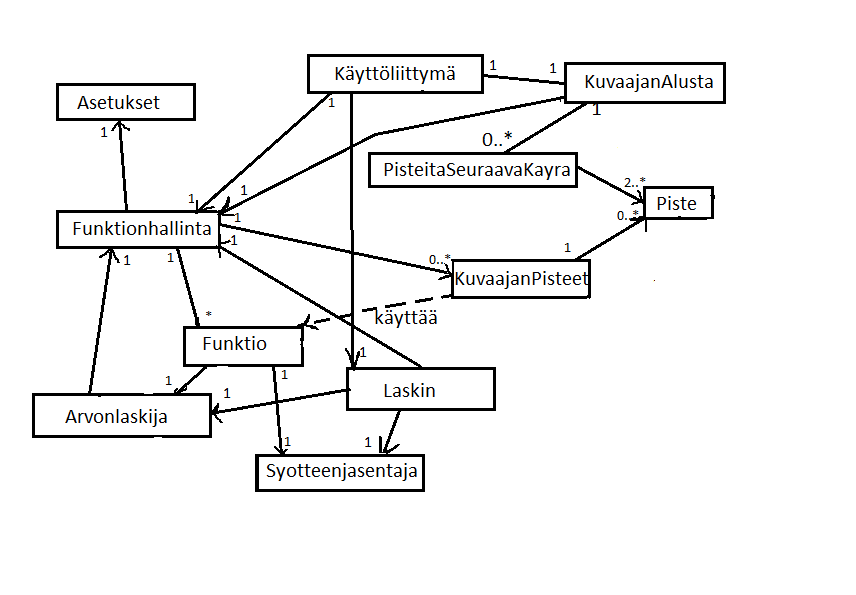 Käyttöliittymä
1
1
KuvaajanAlusta
Asetukset
1
1
1
0..*
PisteitaSeuraavaKayra
2..*
Piste
1
1
0..*
1
Funktionhallinta
1
1
1
1
0..*
KuvaajanPisteet
*
käyttää
Funktio
1
1
1
1
Laskin
Arvonlaskija
1
1
Syotteenjasentaja